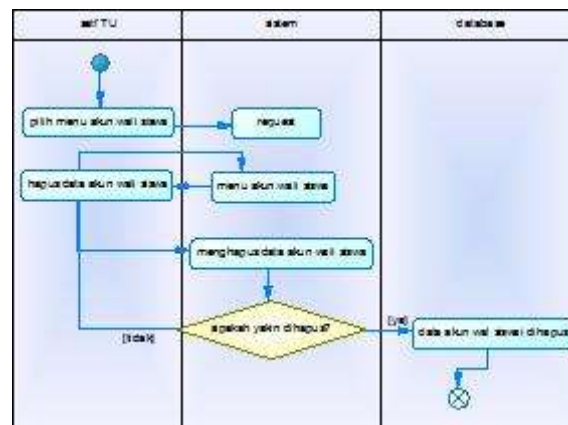 staf TU
sistem
database
pilih menu akun wali siswa
request
hapus data akun wali siswa
menu akun wali siswa
menghapus data akun wali siswa
apakah yakin dihapus?
[tidak]
[ya]
data akun wali siswa dihapus